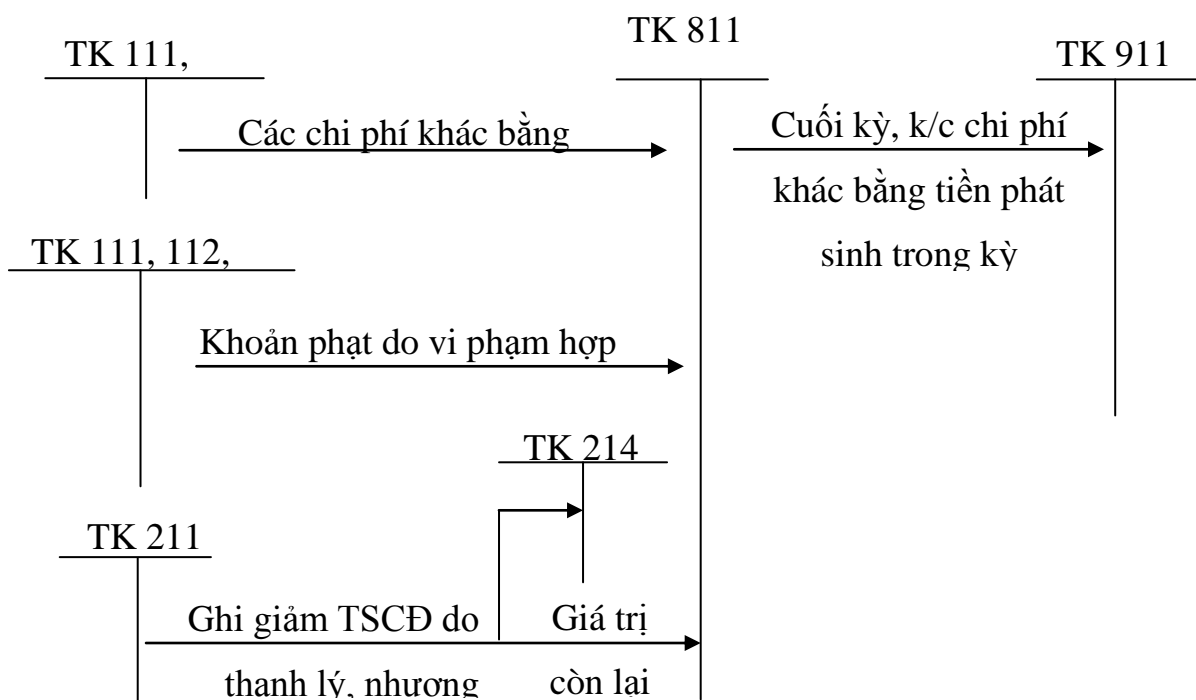 TK 811
TK 111,
TK 911
Các chi phí khác bằng
Cuối kỳ, k/c chi phí
khác bằng tiền phát
sinh trong kỳ
TK 111, 112,
Khoản phạt do vi phạm hợp
TK 214
TK 211
Ghi giảm TSCĐ do
thanh lý, nhương
Giá trị
còn lại